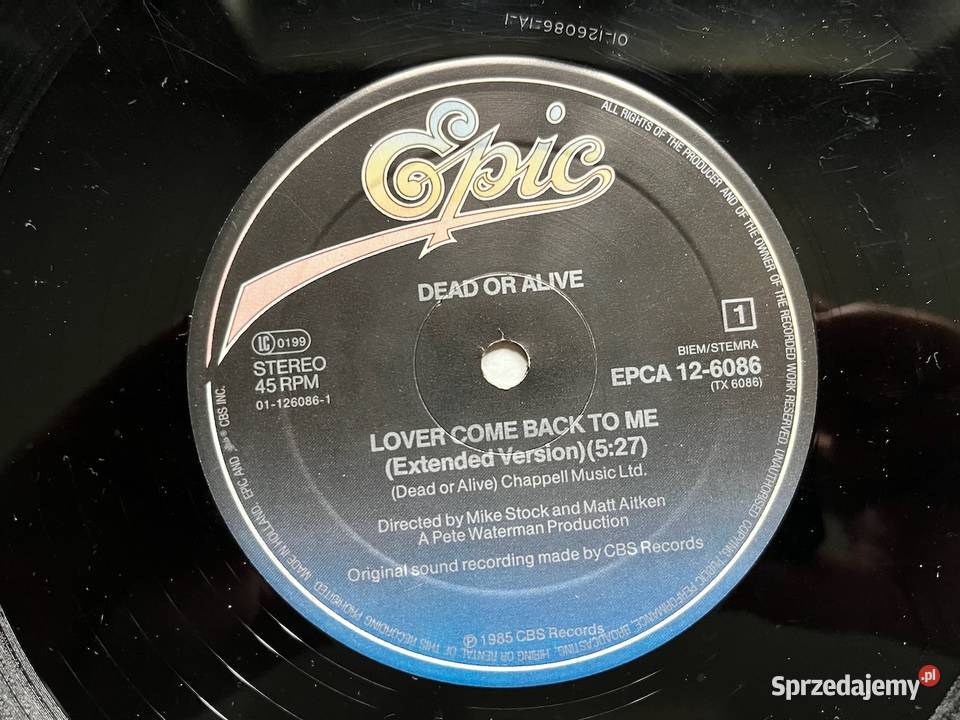 01-126086-1A-1
Epic
DEAD OR ALIVE
1
LC 0199
STEREO
45 RPM
01-126086-1
BIEM/STEMRA
EPCA 12-6086
(TX 6086)
LOVER COME BACK TO ME
(Extended Version)(5:27)
(Dead or Alive) Chappell Music Ltd.
Directed by Mike Stock and Matt Aitken
A Pete Waterman Production
Original sound recording made by CBS Records
℗ 1985 CBS Records
ALL RIGHTS OF THE PRODUCER AND OF THE OWNER OF THE RECORDED WORK RESERVED. UNAUTHORISED COPYING, PUBLIC PERFORMANCE, BROADCASTING, HIRING OR RENTAL OF THIS RECORDING PROHIBITED. MADE IN HOLLAND. EPIC AND CBS INC.
Sprzedajemy.pl